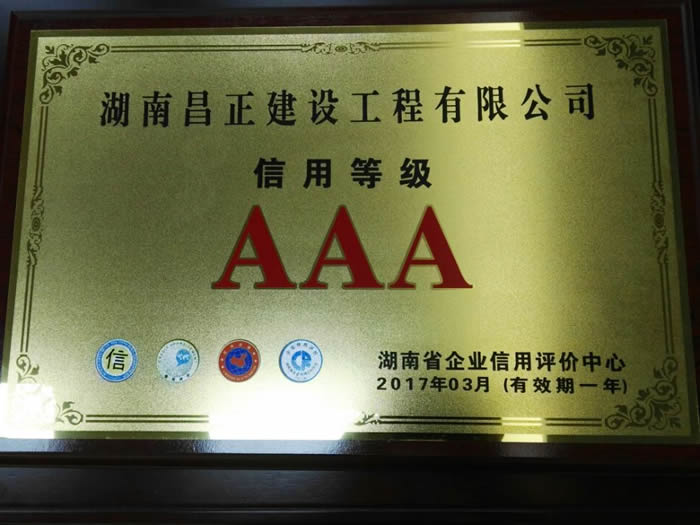 湖南昌正建设工程有限公司
信用等级
AAA
信
湖南省企业信用评价中心
2017年03月 (有效期一年)